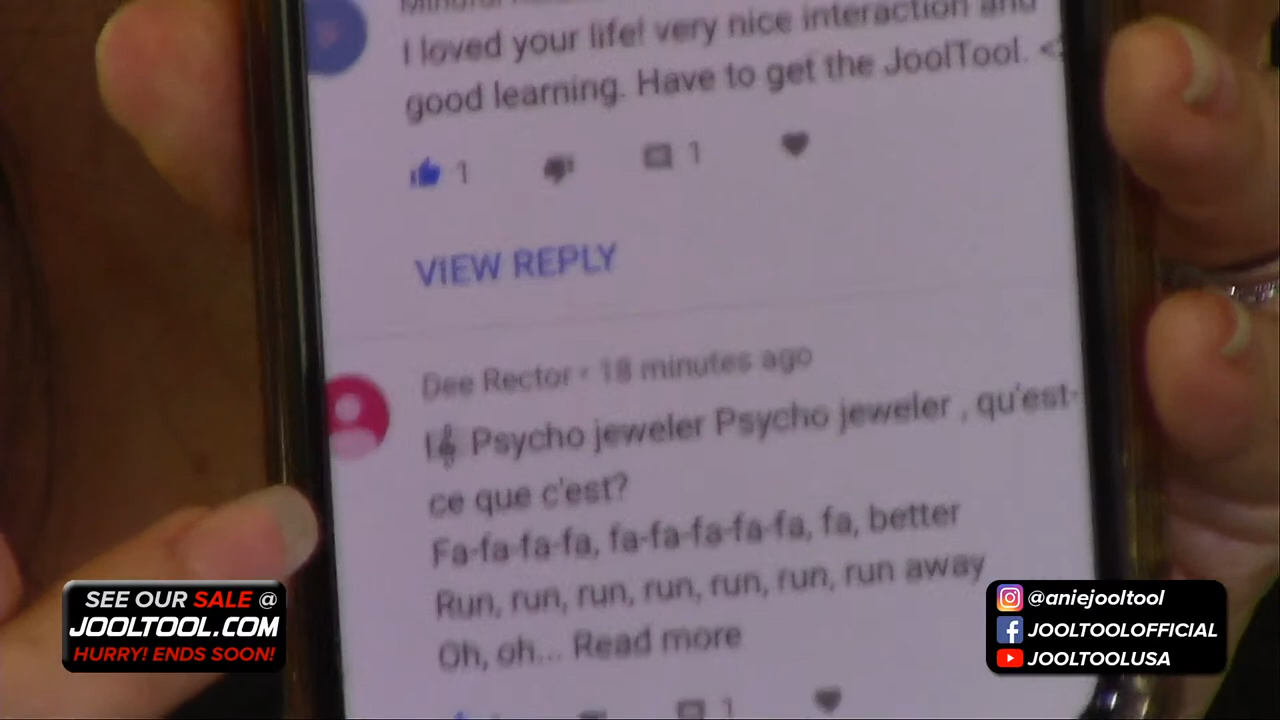 I loved your life! very nice interaction and
good learning. Have to get the JoolTool. <
1
1
VIEW REPLY
Dee Rector • 18 minutes ago
Psycho jeweler Psycho jeweler , qu'est-
ce que c'est?
Fa-fa-fa-fa, fa-fa-fa-fa-fa, fa, better
Run, run, run, run, run, run away
Oh, oh... Read more
1
SEE OUR SALE @
JOOLTOOL.COM
HURRY! ENDS SOON!
@aniejooltool
JOOLTOOLOFFICIAL
JOOLTOOLUSA